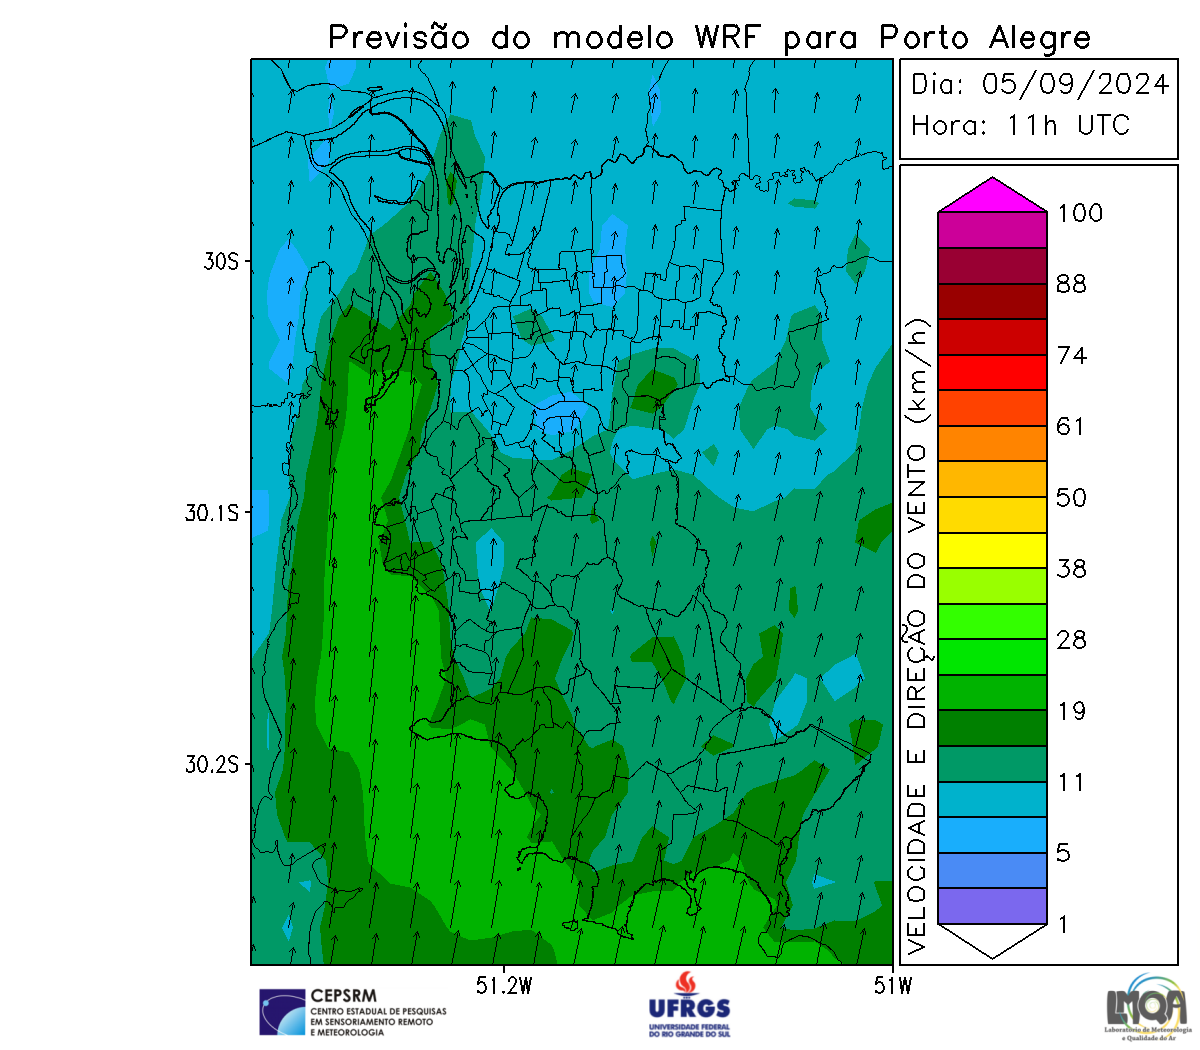 Previsão do modelo WRF para Porto Alegre
Dia: 05/09/2024
Hora: 11h UTC
30S
30.1S
30.2S
51.2W
51W
VELOCIDADE E DIREÇÃO DO VENTO (km/h)
100
88
74
61
50
38
28
19
11
5
1
CEPSRM
CENTRO ESTADUAL DE PESQUISAS
EM SENSORIAMENTO REMOTO
E METEOROLOGIA
UFRGS
UNIVERSIDADE FEDERAL
DO RIO GRANDE DO SUL
LMQA
Laboratório de Meteorologia
e Qualidade do Ar